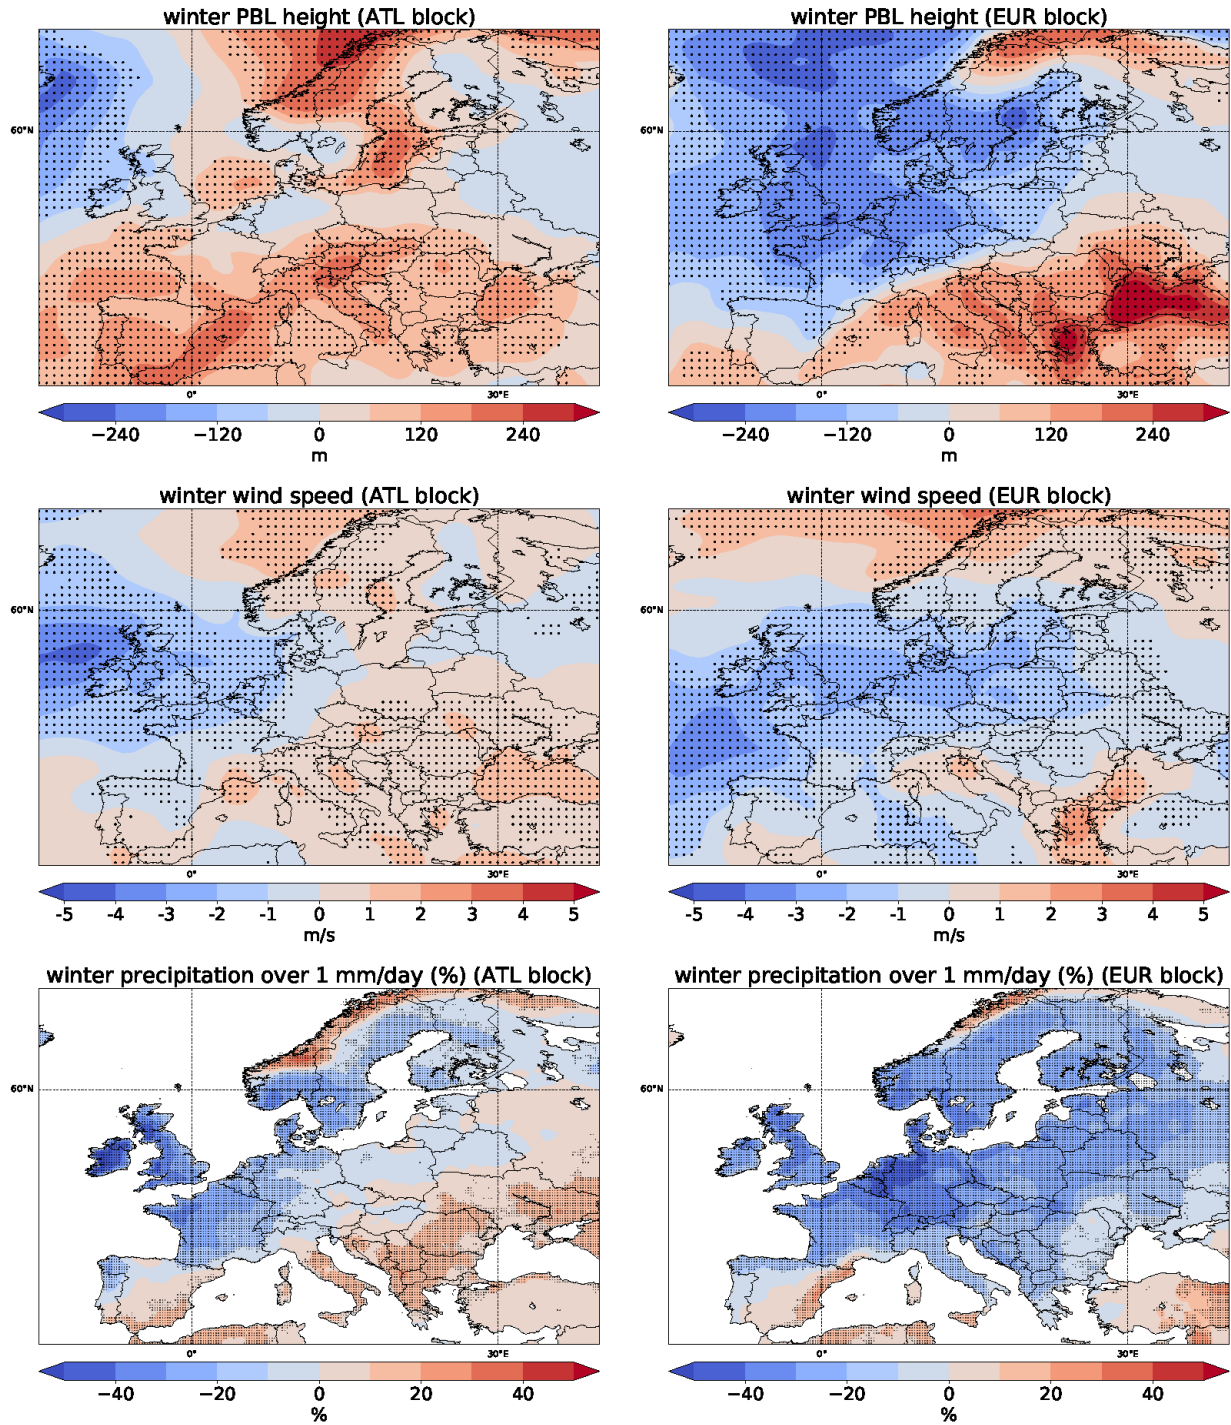 winter PBL height (ATL block)
winter PBL height (EUR block)
60°N
60°N
0°
30°E
0°
30°E
−240
−120
0
120
240
m
−240
−120
0
120
240
m
winter wind speed (ATL block)
winter wind speed (EUR block)
60°N
60°N
0°
30°E
0°
30°E
-5
-4
-3
-2
-1
0
1
2
3
4
5
m/s
-5
-4
-3
-2
-1
0
1
2
3
4
5
m/s
winter precipitation over 1 mm/day (%) (ATL block)
winter precipitation over 1 mm/day (%) (EUR block)
60°N
60°N
0°
30°E
0°
30°E
−40
−20
0
20
40
%
−40
−20
0
20
40
%